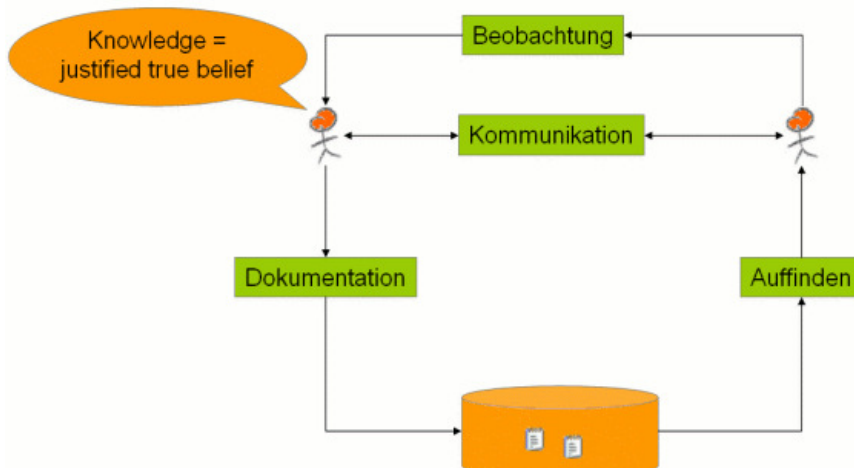 Knowledge =
justified true belief
Beobachtung
Kommunikation
Dokumentation
Auffinden